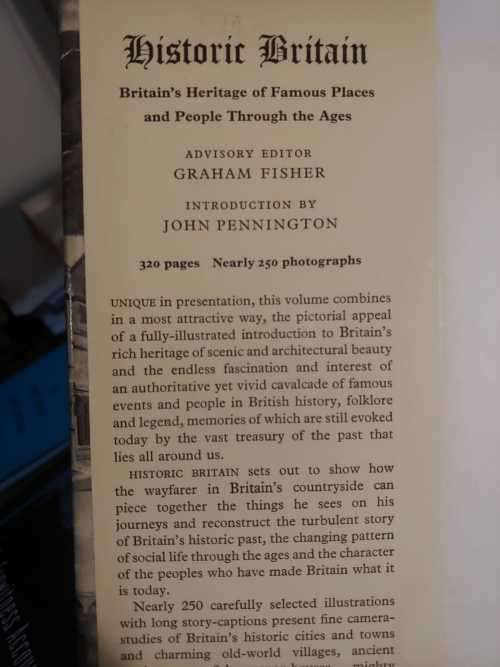 Historic Britain
Britain's Heritage of Famous Places
and People Through the Ages
ADVISORY EDITOR
GRAHAM FISHER
INTRODUCTION BY
JOHN PENNINGTON
320 pages Nearly 250 photographs
UNIQUE in presentation, this volume combines
in a most attractive way, the pictorial appeal
of a fully-illustrated introduction to Britain's
rich heritage of scenic and architectural beauty
and the endless fascination and interest of
an authoritative yet vivid cavalcade of famous
events and people in British history, folklore
and legend, memories of which are still evoked
today by the vast treasury of the past that
lies all around us.
HISTORIC BRITAIN sets out to show how
the wayfarer in Britain's countryside can
piece together the things he sees on his
journeys and reconstruct the turbulent story
of Britain's historic past, the changing pattern
of social life through the ages and the character
of the peoples who have made Britain what it
is today.
Nearly 250 carefully selected illustrations
with long story-captions present fine camera-
studies of Britain's historic cities and towns
and charming old-world villages, ancient